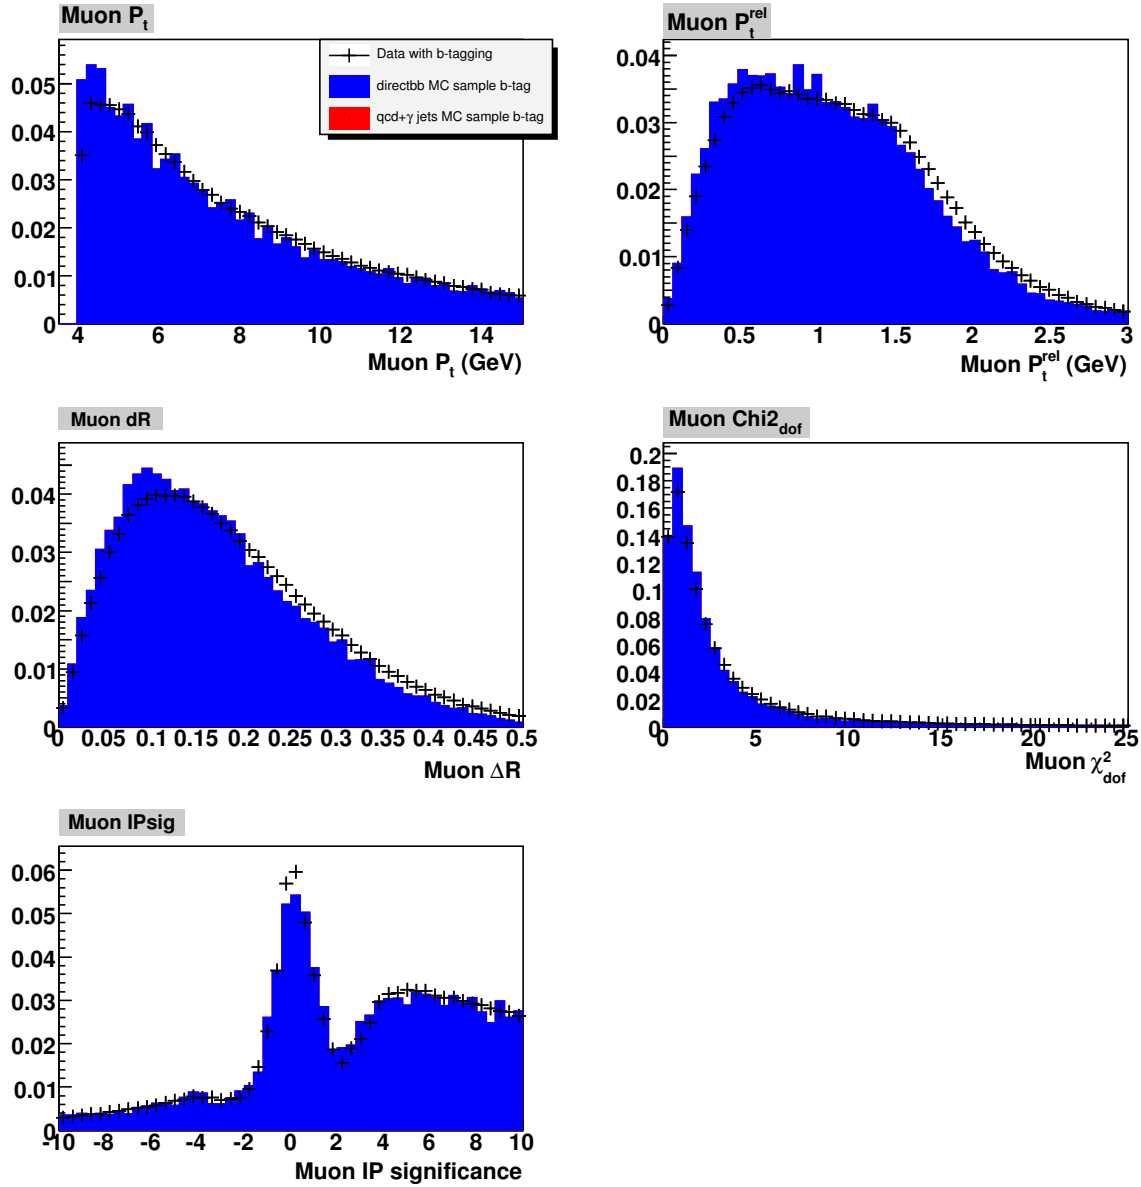 Muon P_t
0.05
0.04
0.03
0.02
0.01
0
4 6 8 10 12 14
Muon P_t (GeV)
Data with b-tagging
directbb MC sample b-tag
qcd+γ jets MC sample b-tag
Muon P_t^rel
0.04
0.03
0.02
0.01
0
0 0.5 1 1.5 2 2.5 3
Muon P_t^rel (GeV)
Muon dR
0.04
0.03
0.02
0.01
0
0 0.05 0.1 0.15 0.2 0.25 0.3 0.35 0.4 0.45 0.5
Muon ΔR
Muon Chi2_dof
0.2
0.18
0.16
0.14
0.12
0.1
0.08
0.06
0.04
0.02
0
0 5 10 15 20 25
Muon χ²_dof
Muon IPsig
0.06
0.05
0.04
0.03
0.02
0.01
0
-10 -8 -6 -4 -2 0 2 4 6 8 10
Muon IP significance